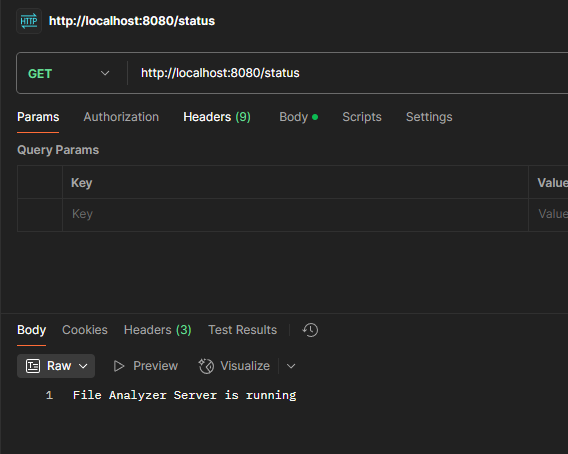 HTTP http://localhost:8080/status
GET http://localhost:8080/status
Params Authorization Headers (9) Body Scripts Settings
Query Params
Key Value
Key Value
Body Cookies Headers (3) Test Results
Raw Preview Visualize
1 File Analyzer Server is running